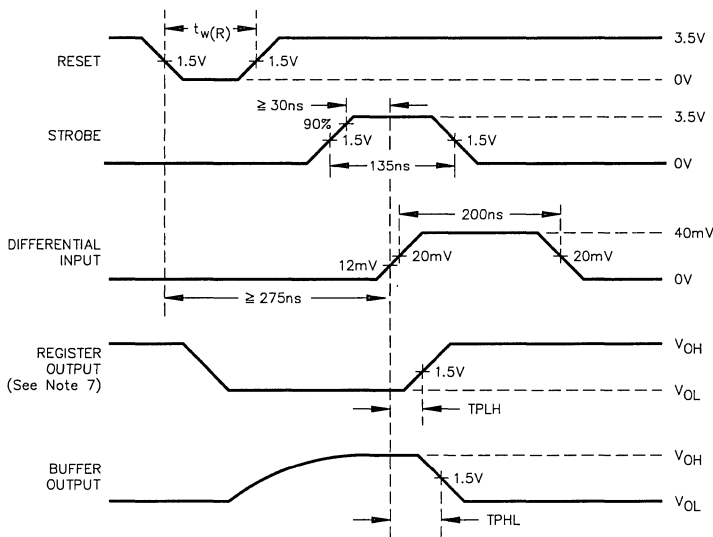 t_w(R)
RESET
1.5V
1.5V
3.5V
0V
≧ 30ns
STROBE
90%
1.5V
1.5V
3.5V
135ns
0V
200ns
DIFFERENTIAL
INPUT
12mV
20mV
20mV
40mV
0V
≧ 275ns
REGISTER
OUTPUT
(See Note 7)
1.5V
V_OH
V_OL
TPLH
BUFFER
OUTPUT
1.5V
V_OH
V_OL
TPHL